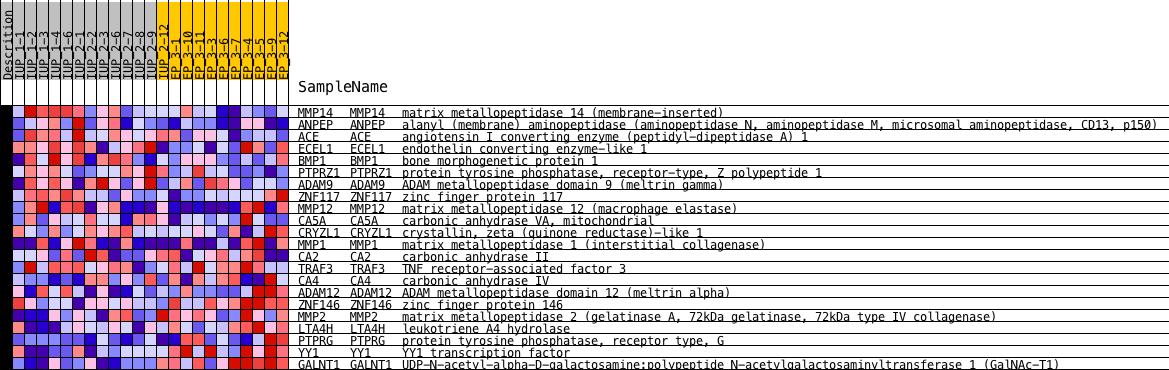 Descrition
IUP_1-1
IUP_1-2
IUP_1-3
IUP_1-4
IUP_1-6
IUP_2-1
IUP_2-2
IUP_2-3
IUP_2-6
IUP_2-7
IUP_2-8
IUP_2-9
IUP_2-12
EP_3-1
EP_3-10
EP_3-11
EP_3-3
EP_3-6
EP_3-7
EP_3-4
EP_3-5
EP_3-9
EP_3-12
SampleName
MMP14 MMP14 matrix metallopeptidase 14 (membrane-inserted)
ANPEP ANPEP alanyl (membrane) aminopeptidase (aminopeptidase N, aminopeptidase M, microsomal aminopeptidase, CD13, p150)
ACE ACE angiotensin I converting enzyme (peptidyl-dipeptidase A) 1
ECEL1 ECEL1 endothelin converting enzyme-like 1
BMP1 BMP1 bone morphogenetic protein 1
PTPRZ1 PTPRZ1 protein tyrosine phosphatase, receptor-type, Z polypeptide 1
ADAM9 ADAM9 ADAM metallopeptidase domain 9 (meltrin gamma)
ZNF117 ZNF117 zinc finger protein 117
MMP12 MMP12 matrix metallopeptidase 12 (macrophage elastase)
CA5A CA5A carbonic anhydrase VA, mitochondrial
CRYZL1 CRYZL1 crystallin, zeta (quinone reductase)-like 1
MMP1 MMP1 matrix metallopeptidase 1 (interstitial collagenase)
CA2 CA2 carbonic anhydrase II
TRAF3 TRAF3 TNF receptor-associated factor 3
CA4 CA4 carbonic anhydrase IV
ADAM12 ADAM12 ADAM metallopeptidase domain 12 (meltrin alpha)
ZNF146 ZNF146 zinc finger protein 146
MMP2 MMP2 matrix metallopeptidase 2 (gelatinase A, 72kDa gelatinase, 72kDa type IV collagenase)
LTA4H LTA4H leukotriene A4 hydrolase
PTPRG PTPRG protein tyrosine phosphatase, receptor type, G
YY1 YY1 YY1 transcription factor
GALNT1 GALNT1 UDP-N-acetyl-alpha-D-galactosamine:polypeptide N-acetylgalactosaminyltransferase 1 (GalNAc-T1)